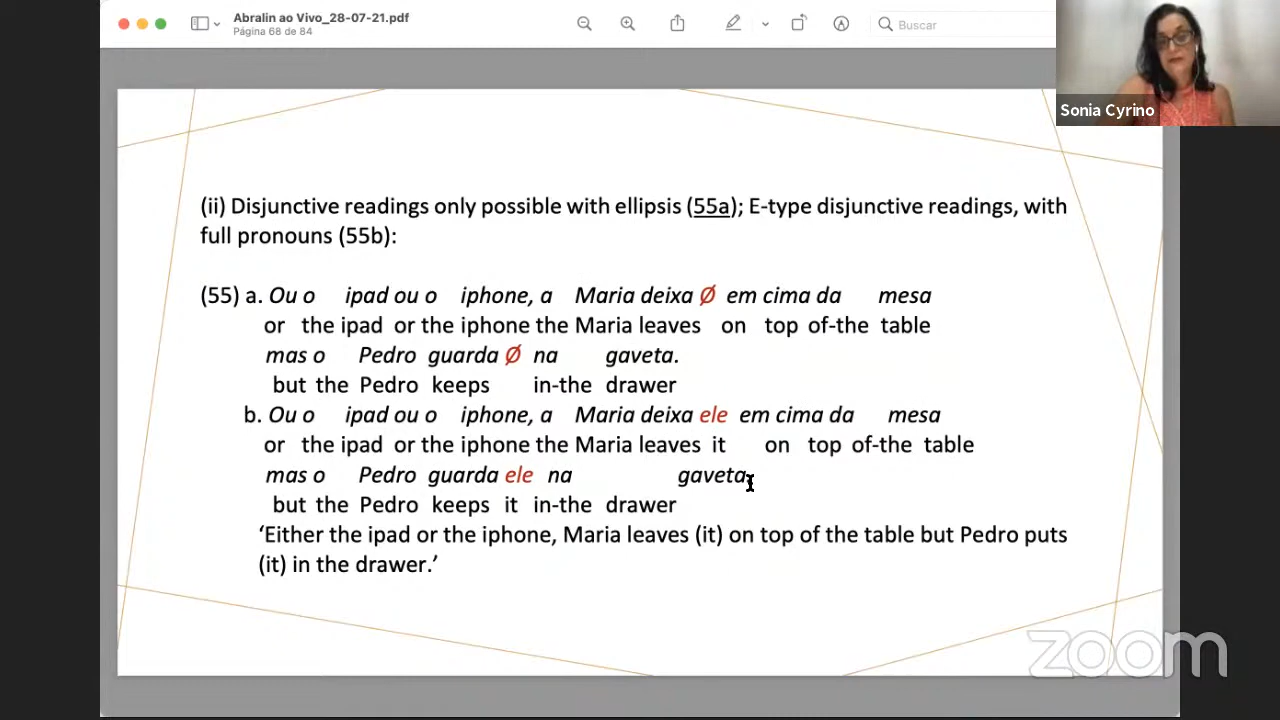 Abralin ao Vivo_28-07-21.pdf
Página 68 de 84
Buscar
Sonia Cyrino
(ii) Disjunctive readings only possible with ellipsis (55a); E-type disjunctive readings, with
full pronouns (55b):
(55) a. Ou o ipad ou o iphone, a Maria deixa Ø em cima da mesa
or the ipad or the iphone the Maria leaves on top of-the table
mas o Pedro guarda Ø na gaveta.
but the Pedro keeps in-the drawer
b. Ou o ipad ou o iphone, a Maria deixa ele em cima da mesa
or the ipad or the iphone the Maria leaves it on top of-the table
mas o Pedro guarda ele na gaveta.
but the Pedro keeps it in-the drawer
‘Either the ipad or the iphone, Maria leaves (it) on top of the table but Pedro puts
(it) in the drawer.’
zoom